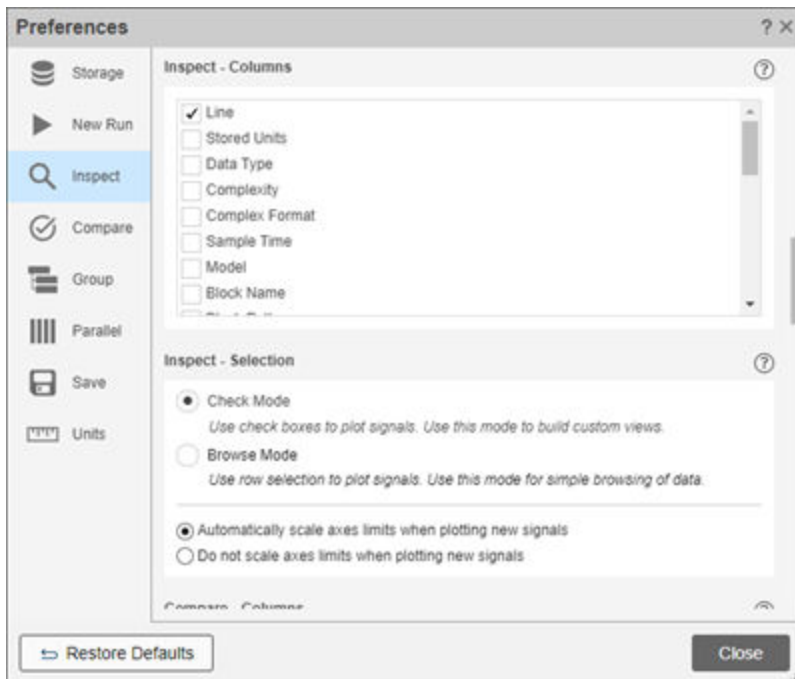 Preferences
? ×
Storage
New Run
Inspect
Compare
Group
Parallel
Save
Units
Inspect - Columns
?
Line
Stored Units
Data Type
Complexity
Complex Format
Sample Time
Model
Block Name
Inspect - Selection
?
Check Mode
Use check boxes to plot signals. Use this mode to build custom views.
Browse Mode
Use row selection to plot signals. Use this mode for simple browsing of data.
Automatically scale axes limits when plotting new signals
Do not scale axes limits when plotting new signals
Compare - Columns
Restore Defaults
Close